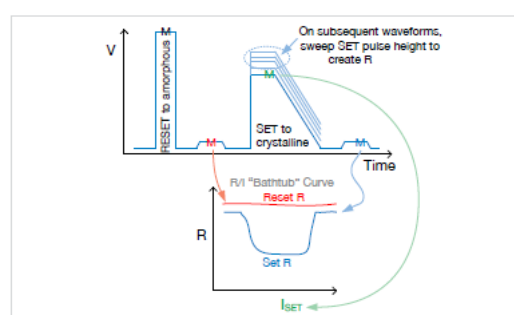 On subsequent waveforms,
sweep SET pulse height to
create R
V
M
RESET to amorphous
M
M
SET to
crystalline
M
Time
R/I "Bathtub" Curve
Reset R
R
Set R
ISET